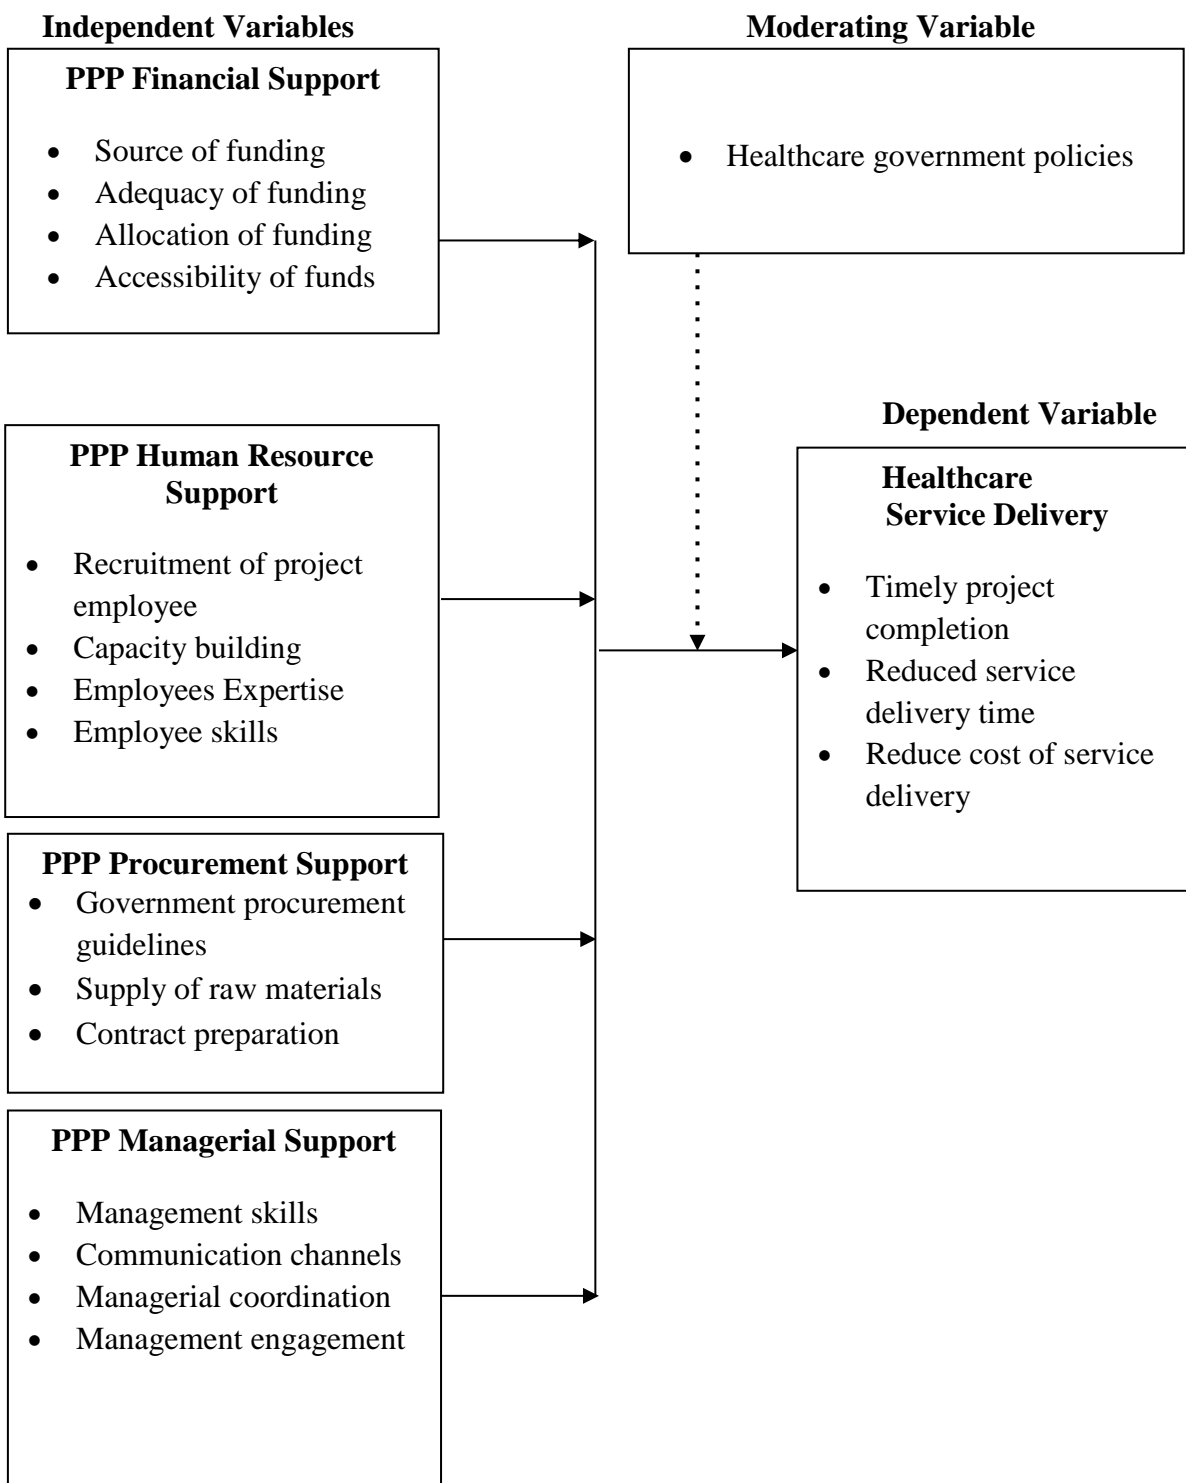 Independent Variables
PPP Financial Support
• Source of funding
• Adequacy of funding
• Allocation of funding
• Accessibility of funds
PPP Human Resource
Support
• Recruitment of project
employee
• Capacity building
• Employees Expertise
• Employee skills
PPP Procurement Support
• Government procurement
guidelines
• Supply of raw materials
• Contract preparation
PPP Managerial Support
• Management skills
• Communication channels
• Managerial coordination
• Management engagement
Moderating Variable
• Healthcare government policies
Dependent Variable
Healthcare
Service Delivery
• Timely project
completion
• Reduced service
delivery time
• Reduce cost of service
delivery